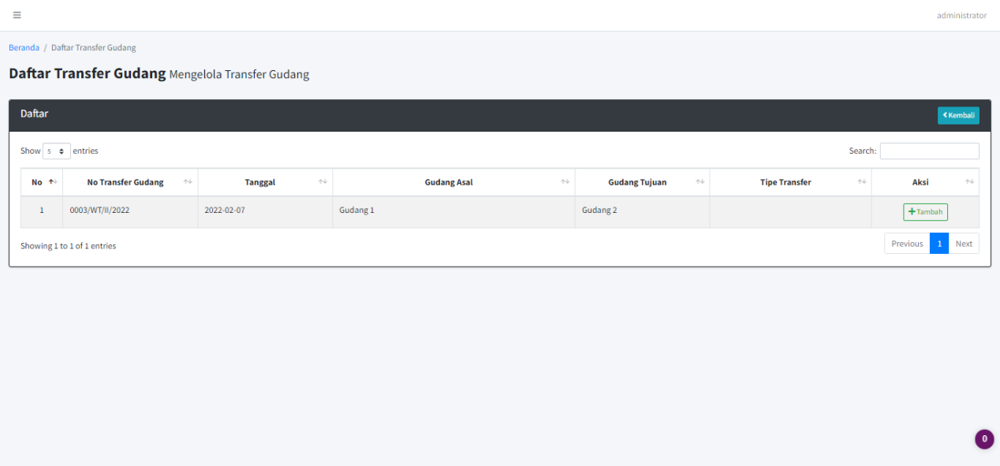 administrator
Beranda / Daftar Transfer Gudang
Daftar Transfer Gudang Mengelola Transfer Gudang
Daftar
Kembali
Show 5 entries
Search:
No No Transfer Gudang Tanggal Gudang Asal Gudang Tujuan Tipe Transfer Aksi
1 0003/WT/II/2022 2022-02-07 Gudang 1 Gudang 2 +Tambah
Showing 1 to 1 of 1 entries
Previous 1 Next
0